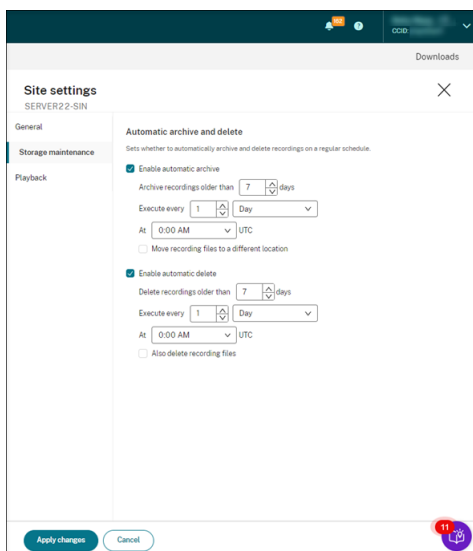 352
?
CCID:
Downloads
Site settings
SERVER22-SIN
General
Storage maintenance
Playback
Automatic archive and delete
Sets whether to automatically archive and delete recordings on a regular schedule.
Enable automatic archive
Archive recordings older than 7 days
Execute every 1 Day
At 0:00 AM UTC
Move recording files to a different location
Enable automatic delete
Delete recordings older than 7 days
Execute every 1 Day
At 0:00 AM UTC
Also delete recording files
Apply changes Cancel
11